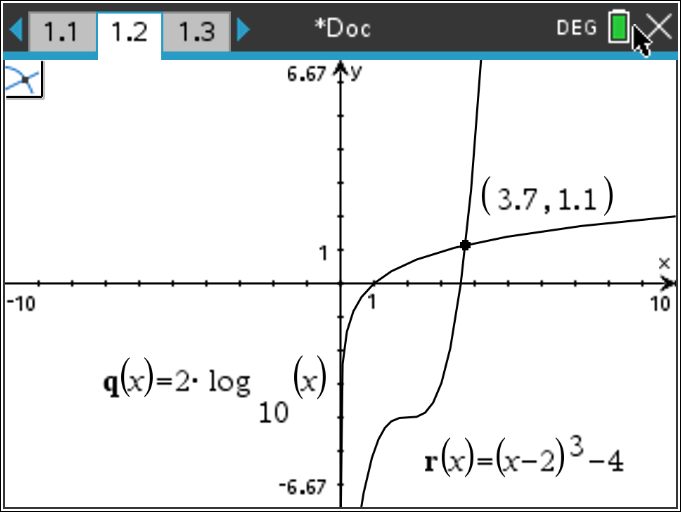 1.1 1.2 1.3 *Doc DEG
6.67 y
(3.7,1.1)
1
x
-10 1 10
q(x)=2·log₁₀(x)
r(x)=(x−2)³−4
-6.67